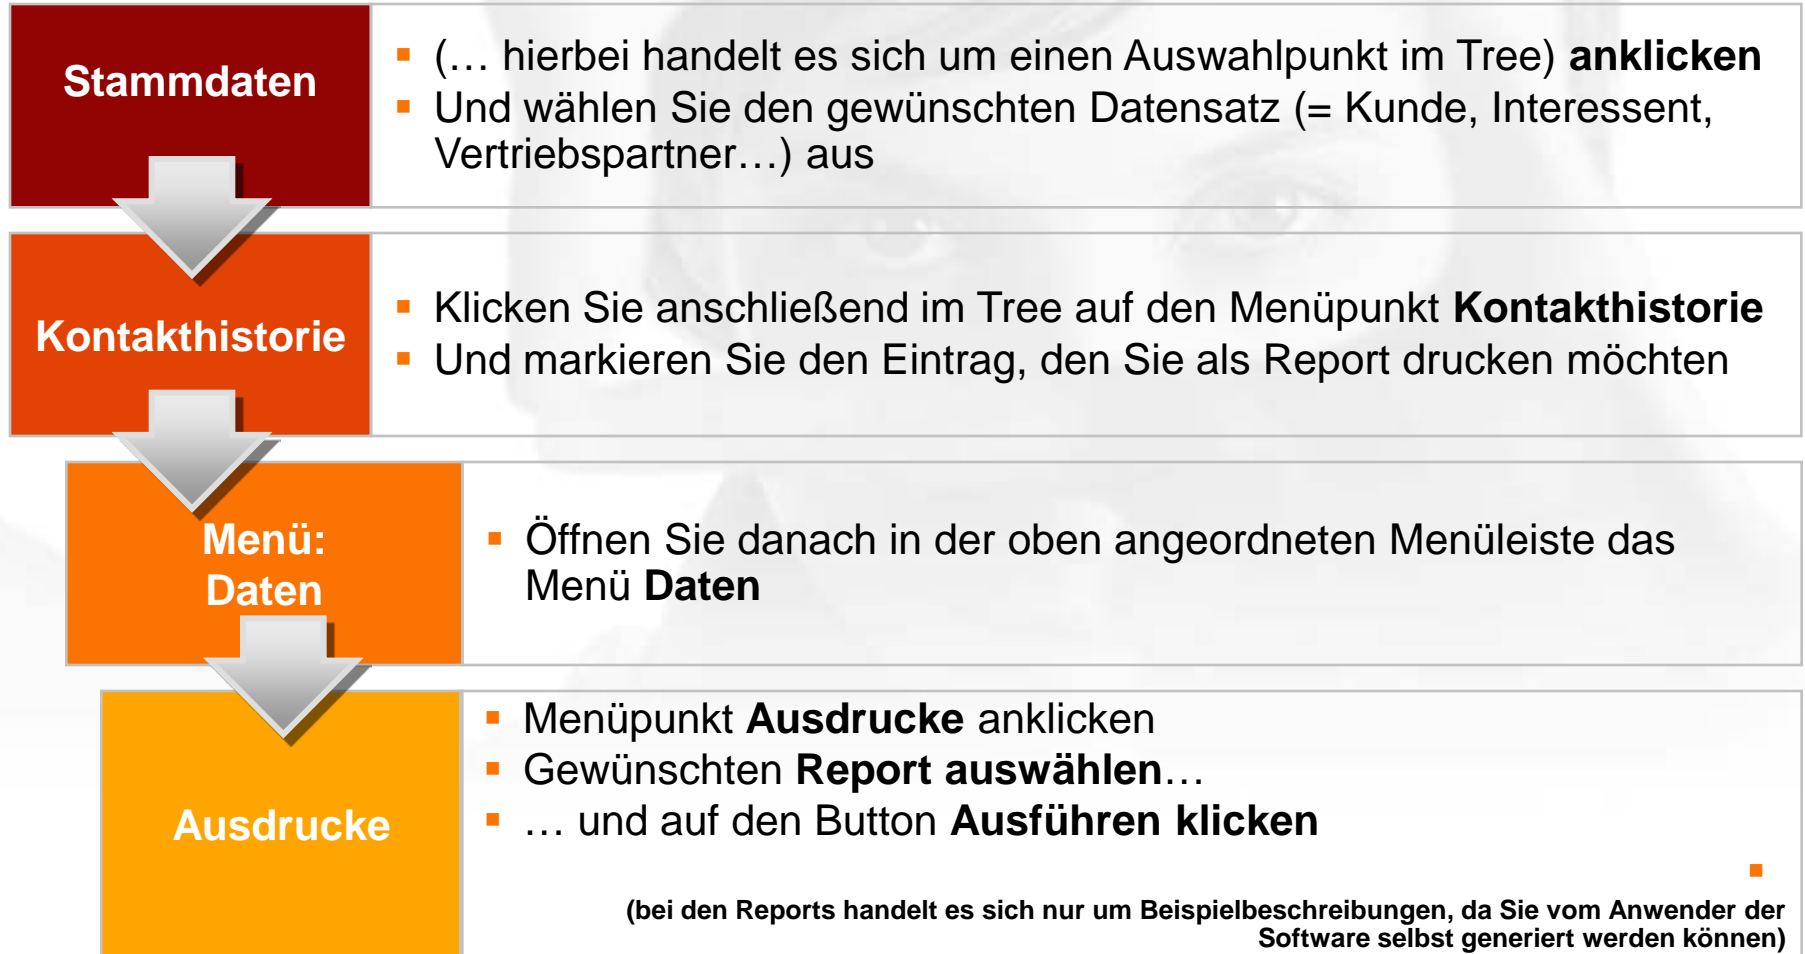 Stammdaten
▪ (… hierbei handelt es sich um einen Auswahlpunkt im Tree) anklicken
▪ Und wählen Sie den gewünschten Datensatz (= Kunde, Interessent,
Vertriebspartner…) aus
Kontakthistorie
▪ Klicken Sie anschließend im Tree auf den Menüpunkt Kontakthistorie
▪ Und markieren Sie den Eintrag, den Sie als Report drucken möchten
Menü:
Daten
▪ Öffnen Sie danach in der oben angeordneten Menüleiste das
Menü Daten
Ausdrucke
▪ Menüpunkt Ausdrucke anklicken
▪ Gewünschten Report auswählen…
▪ … und auf den Button Ausführen klicken
▪
(bei den Reports handelt es sich nur um Beispielbeschreibungen, da Sie vom Anwender der
Software selbst generiert werden können)